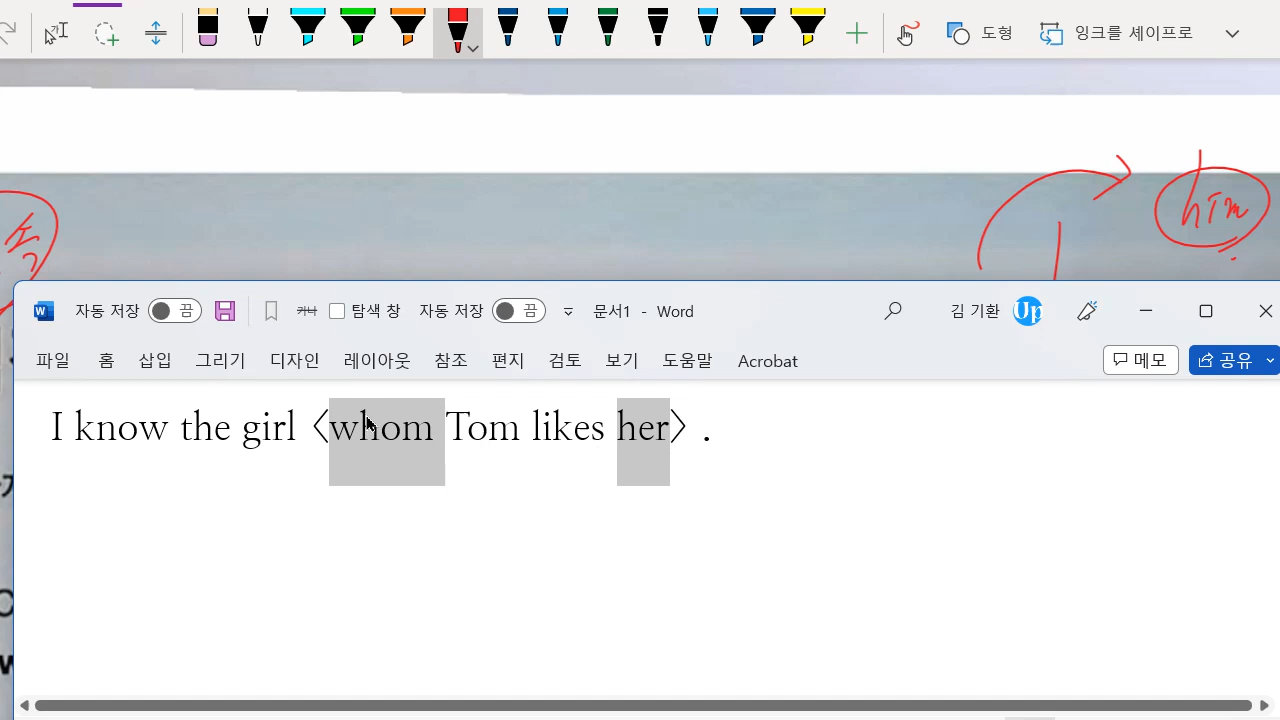 도형 잉크를 셰이프로
him
자동 저장 끔 가나 탐색 창 자동 저장 끔 문서1 - Word 김 기환 Up
파일 홈 삽입 그리기 디자인 레이아웃 참조 편지 검토 보기 도움말 Acrobat 메모 공유
I know the girl 〈whom Tom likes her〉 .